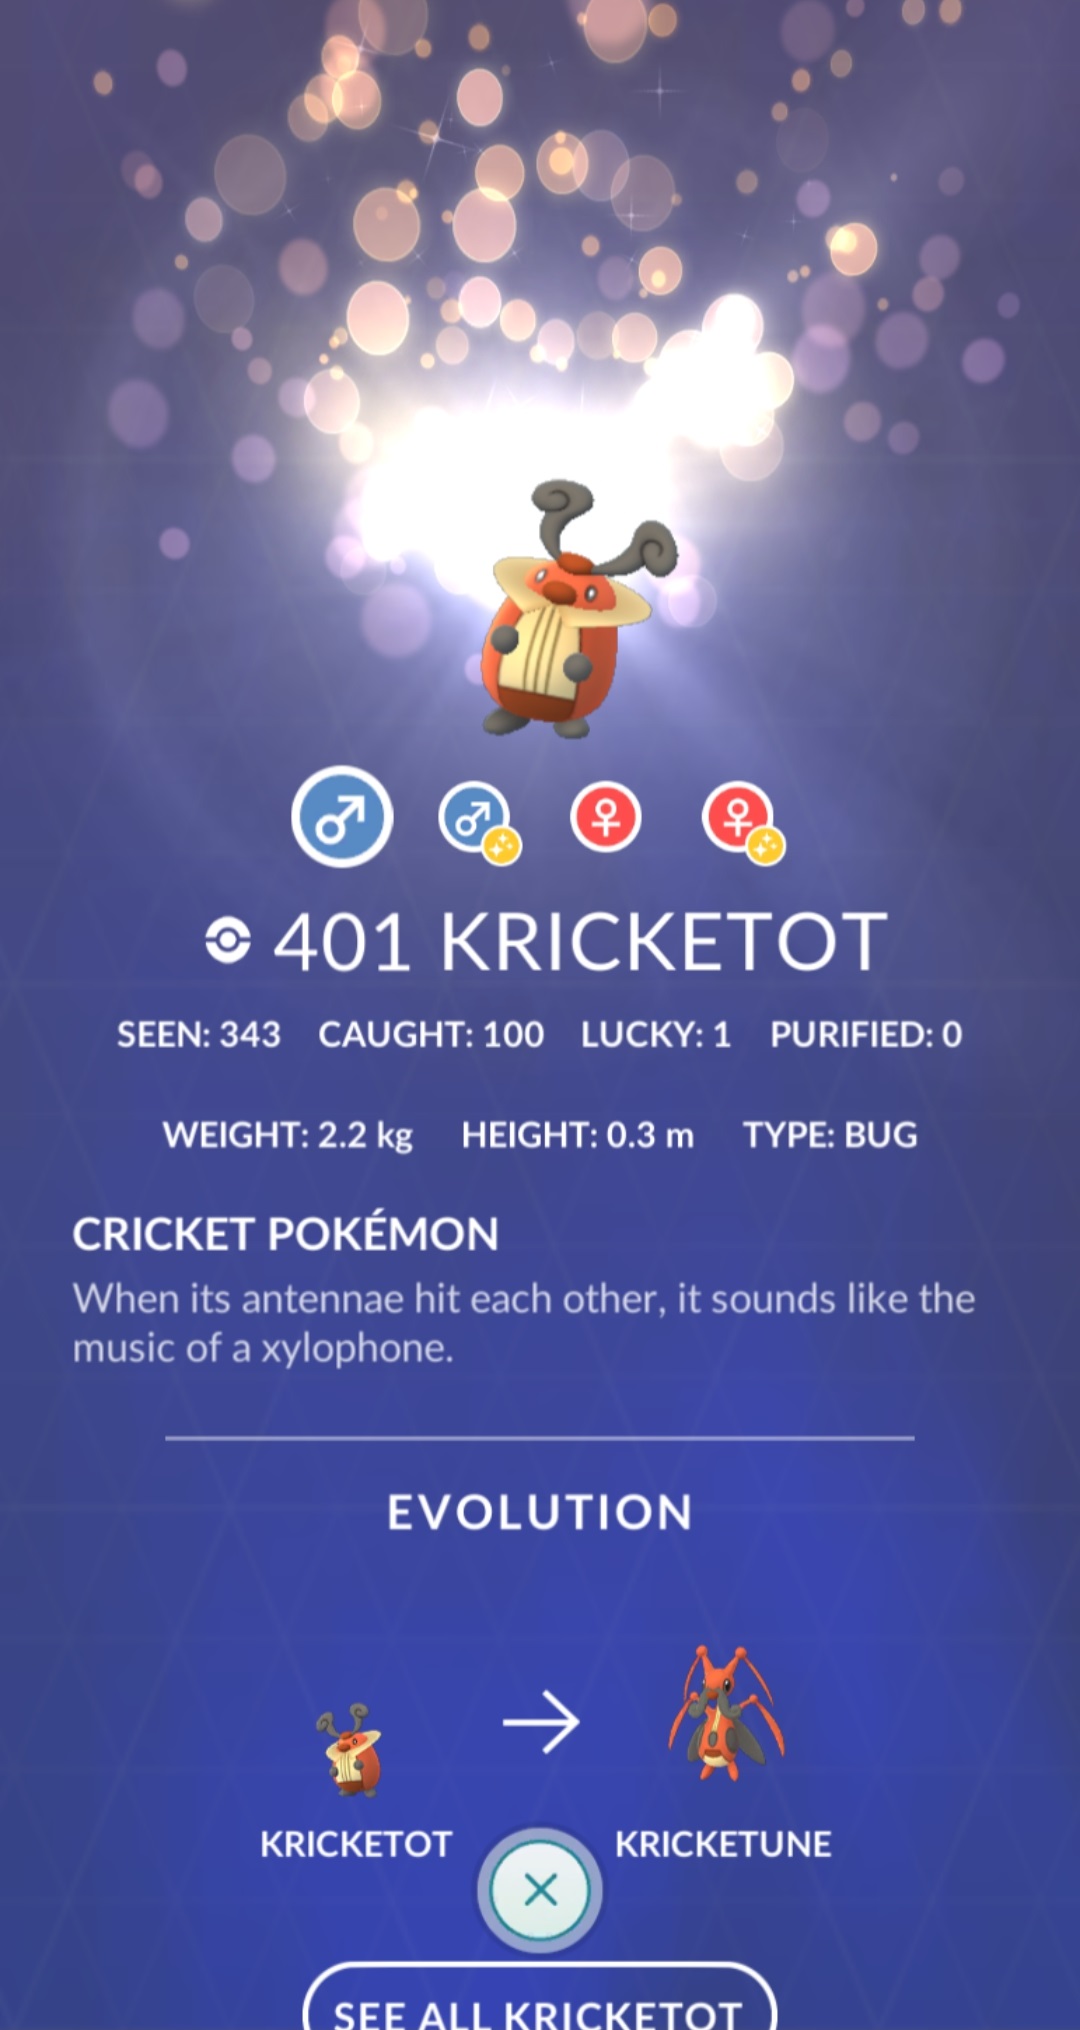 401 KRICKETOT
SEEN: 343 CAUGHT: 100 LUCKY: 1 PURIFIED: 0
WEIGHT: 2.2 kg HEIGHT: 0.3 m TYPE: BUG
CRICKET POKÉMON
When its antennae hit each other, it sounds like the
music of a xylophone.
EVOLUTION
KRICKETOT KRICKETUNE
SEE ALL KRICKETOT